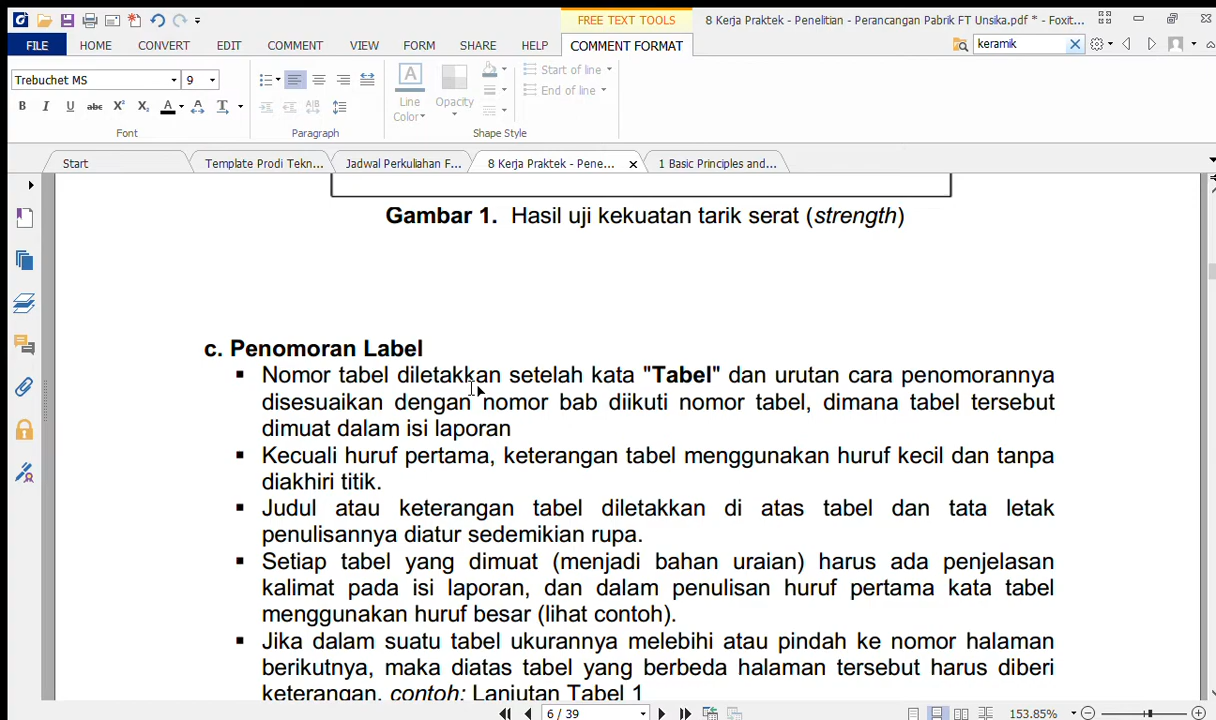 FREE TEXT TOOLS
8 Kerja Praktek - Penelitian - Perancangan Pabrik FT Unsika.pdf * - Foxit...
FILE HOME CONVERT EDIT COMMENT VIEW FORM SHARE HELP COMMENT FORMAT
keramik
Trebuchet MS 9
Line Color
Opacity
Start of line
End of line
Font Paragraph Shape Style
Start
Template Prodi Tekn...
Jadwal Perkuliahan F...
8 Kerja Praktek - Pene...
1 Basic Principles and...
Gambar 1. Hasil uji kekuatan tarik serat (strength)
c. Penomoran Label
▪ Nomor tabel diletakkan setelah kata "Tabel" dan urutan cara penomorannya
disesuaikan dengan nomor bab diikuti nomor tabel, dimana tabel tersebut
dimuat dalam isi laporan
▪ Kecuali huruf pertama, keterangan tabel menggunakan huruf kecil dan tanpa
diakhiri titik.
▪ Judul atau keterangan tabel diletakkan di atas tabel dan tata letak
penulisannya diatur sedemikian rupa.
▪ Setiap tabel yang dimuat (menjadi bahan uraian) harus ada penjelasan
kalimat pada isi laporan, dan dalam penulisan huruf pertama kata tabel
menggunakan huruf besar (lihat contoh).
▪ Jika dalam suatu tabel ukurannya melebihi atau pindah ke nomor halaman
berikutnya, maka diatas tabel yang berbeda halaman tersebut harus diberi
keterangan, contoh: Lanjutan Tabel 1
6 / 39
153.85%